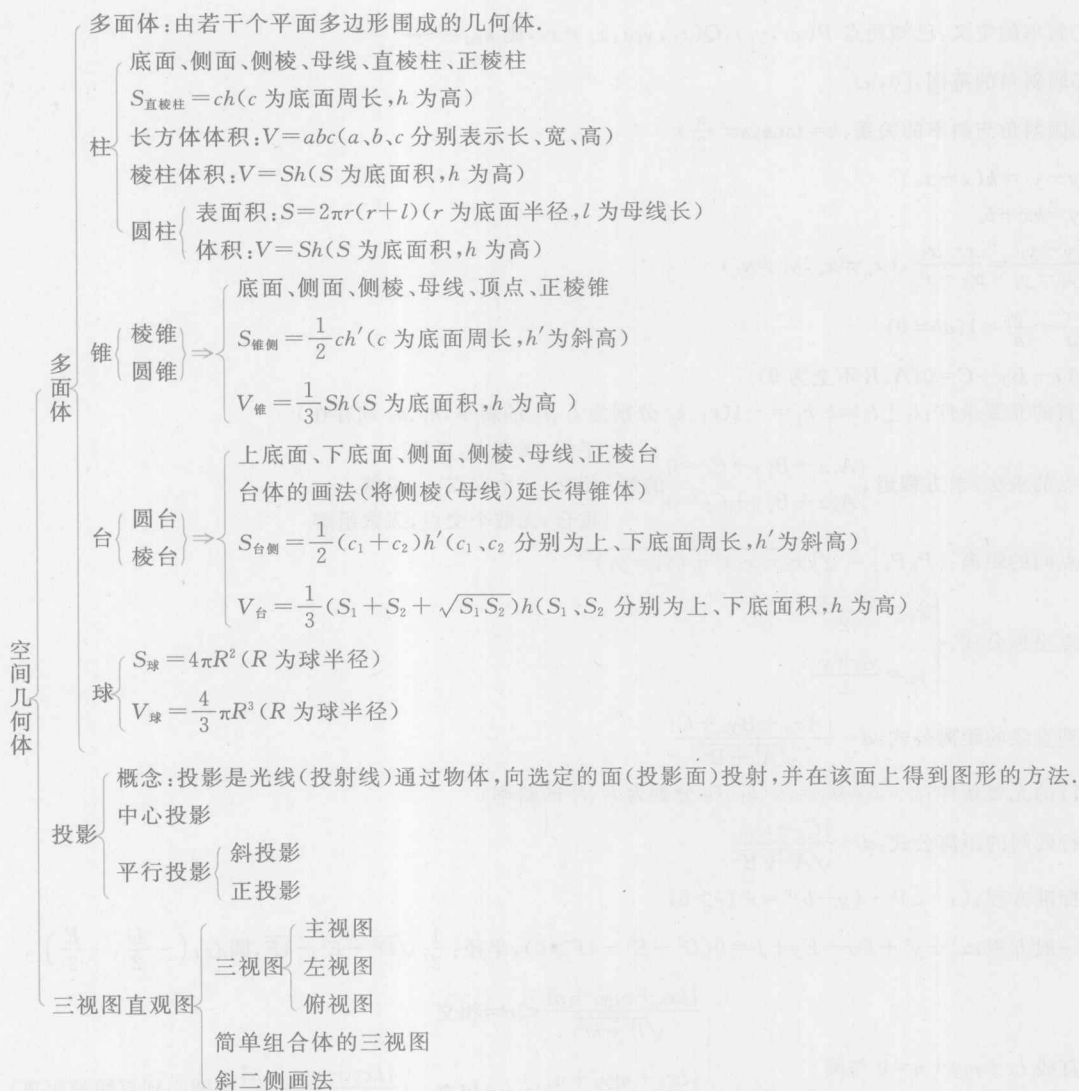 多面体:由若干个平面多边形围成的几何体.
底面、侧面、侧棱、母线、直棱柱、正棱柱
S直棱柱=ch(c为底面周长,h为高)
长方体体积:V=abc(a、b、c分别表示长、宽、高)
柱
棱柱体积:V=Sh(S为底面积,h为高)
表面积:S=2πr(r+l)(r为底面半径,l为母线长)
圆柱
体积:V=Sh(S为底面积,h为高)
底面、侧面、侧棱、母线、顶点、正棱锥
棱锥
锥
圆锥
⇒
S锥侧=1/2ch′(c为底面周长,h′为斜高)
V锥=1/3Sh(S为底面积,h为高)
多面体
上底面、下底面、侧面、侧棱、母线、正棱台
台体的画法(将侧棱(母线)延长得锥体)
圆台
台
棱台
⇒
S台侧=1/2(c₁+c₂)h′(c₁、c₂分别为上、下底面周长,h′为斜高)
V台=1/3(S₁+S₂+√S₁S₂)h(S₁、S₂分别为上、下底面积,h为高)
S球=4πR²(R为球半径)
球
V球=4/3πR³(R为球半径)
空间几何体
概念:投影是光线(投射线)通过物体,向选定的面(投影面)投射,并在该面上得到图形的方法.
中心投影
投影
斜投影
平行投影
正投影
主视图
三视图
左视图
俯视图
三视图直观图
简单组合体的三视图
斜二侧画法